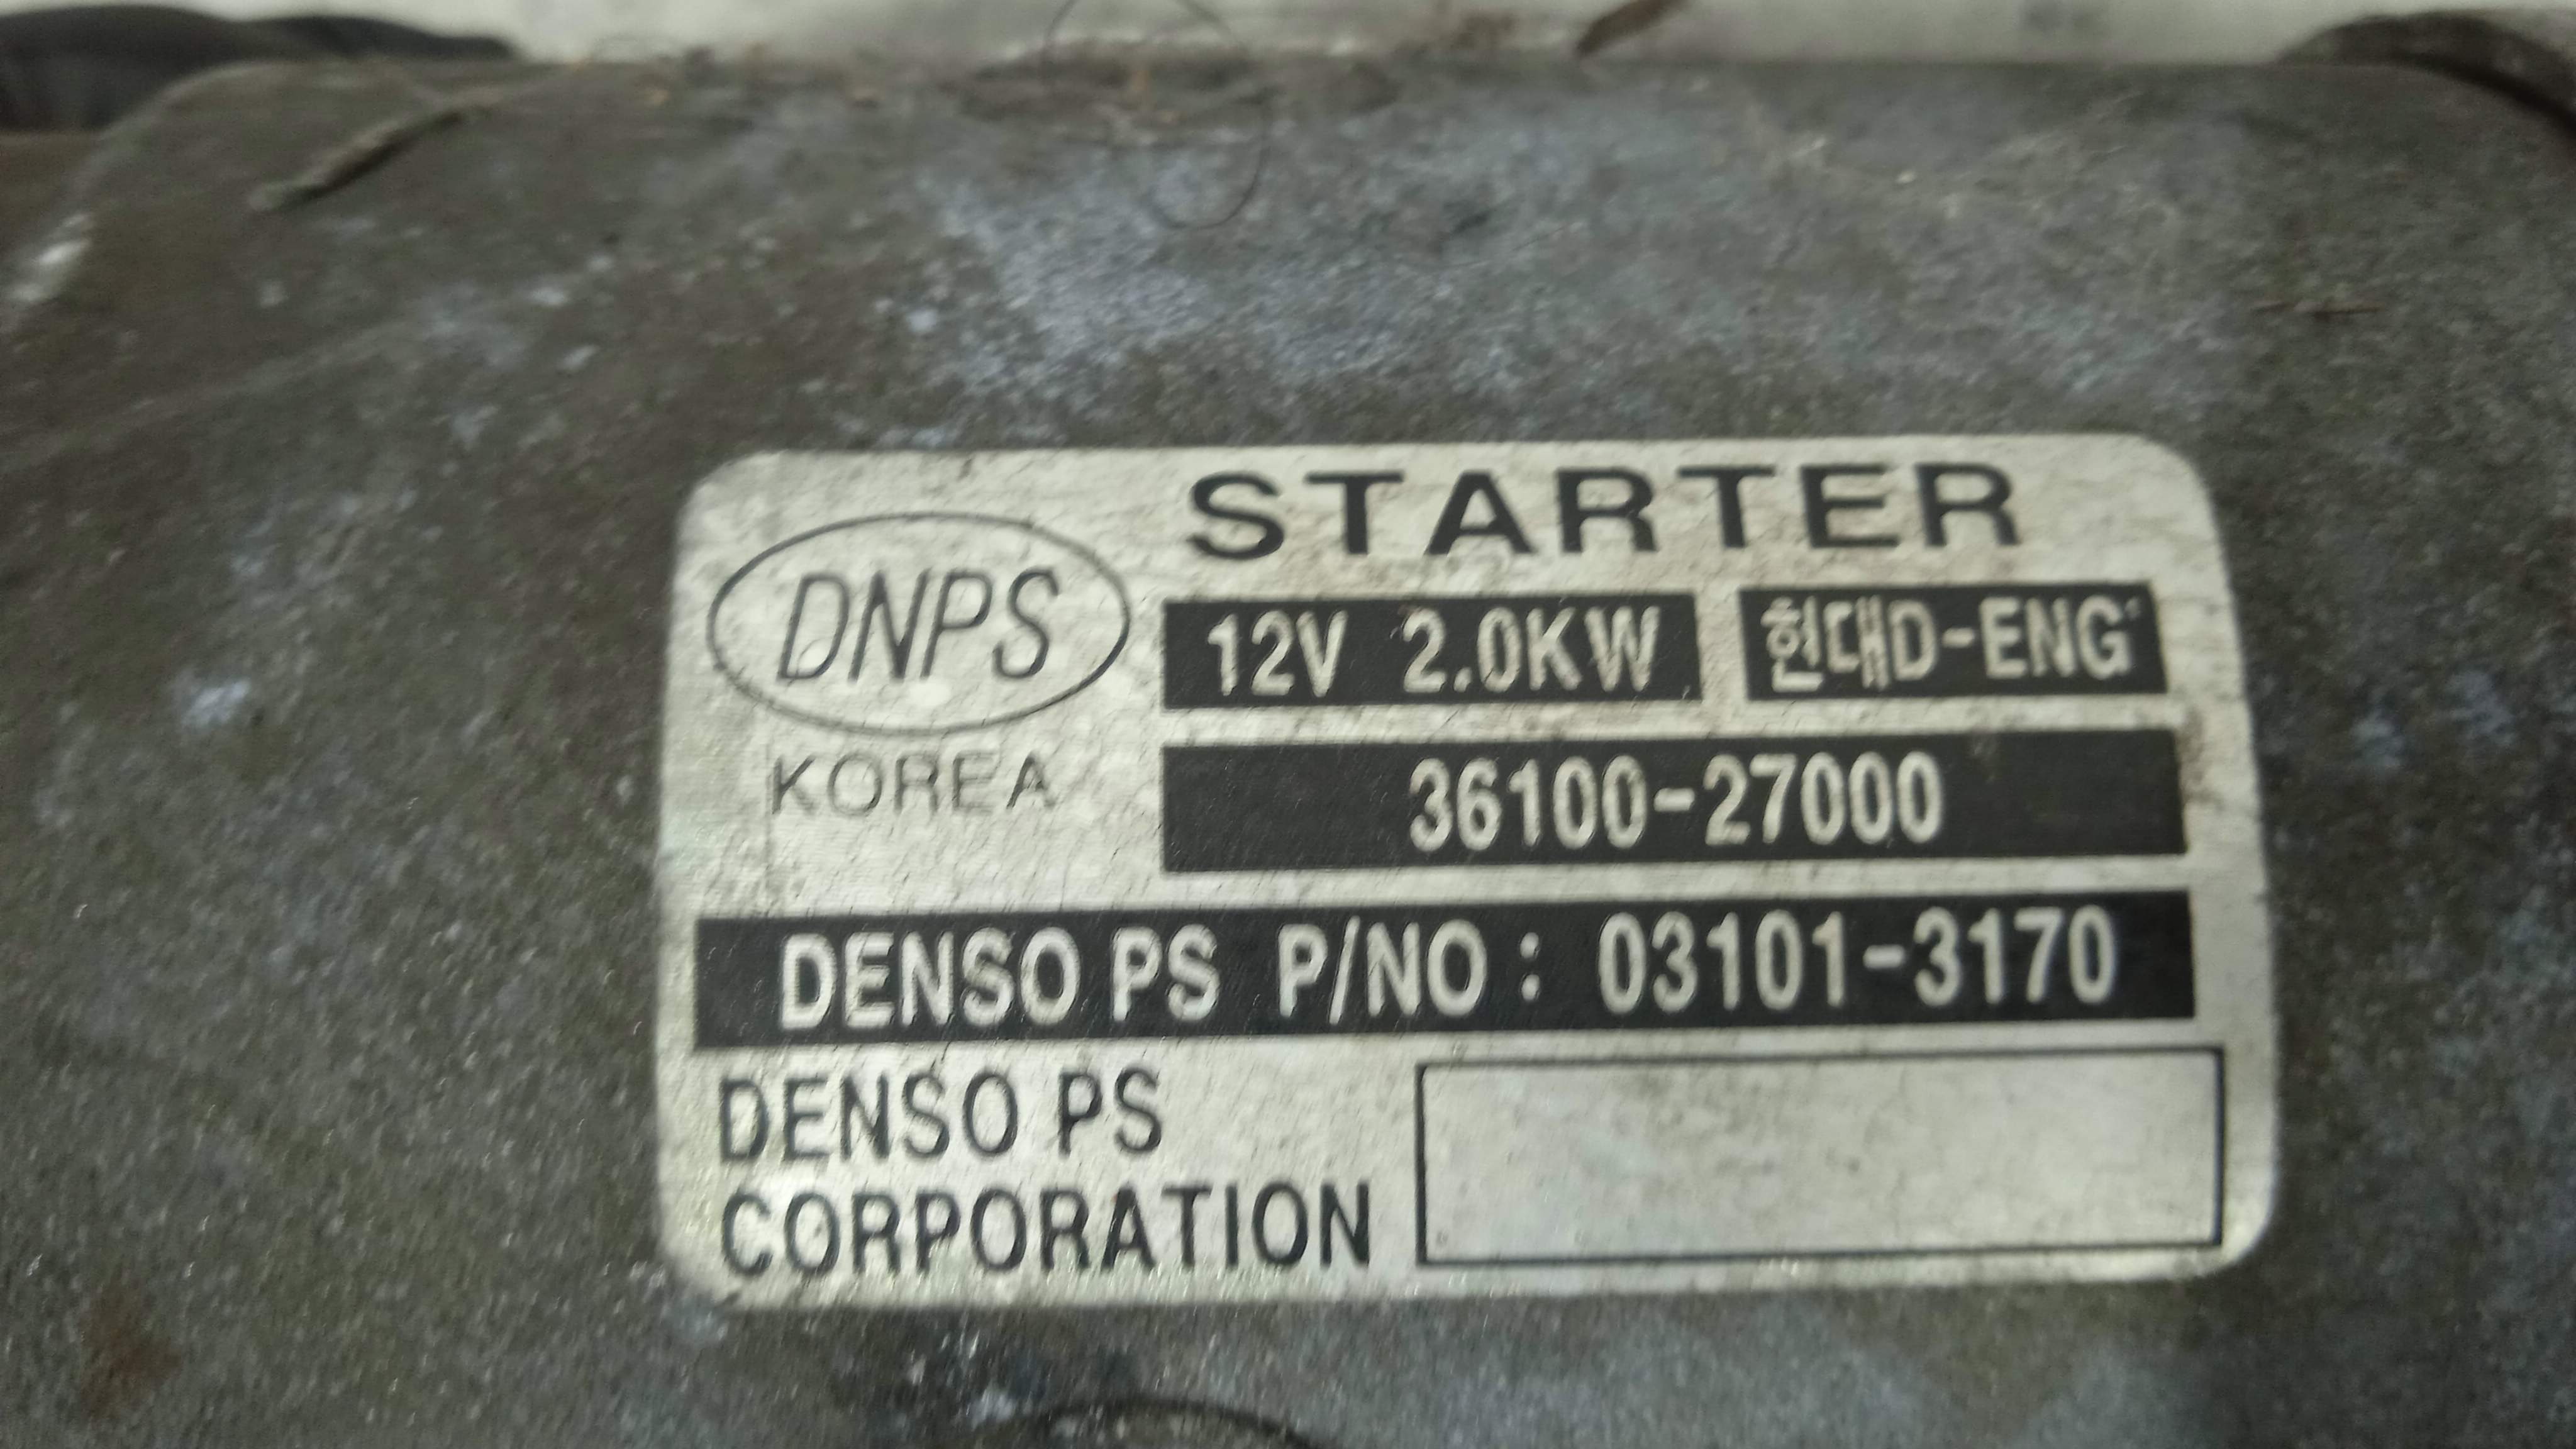 STARTER
DNPS
12V 2.0KW 현대D-ENG'
KOREA
36100-27000
DENSO PS P/NO : 03101-3170
DENSO PS
CORPORATION